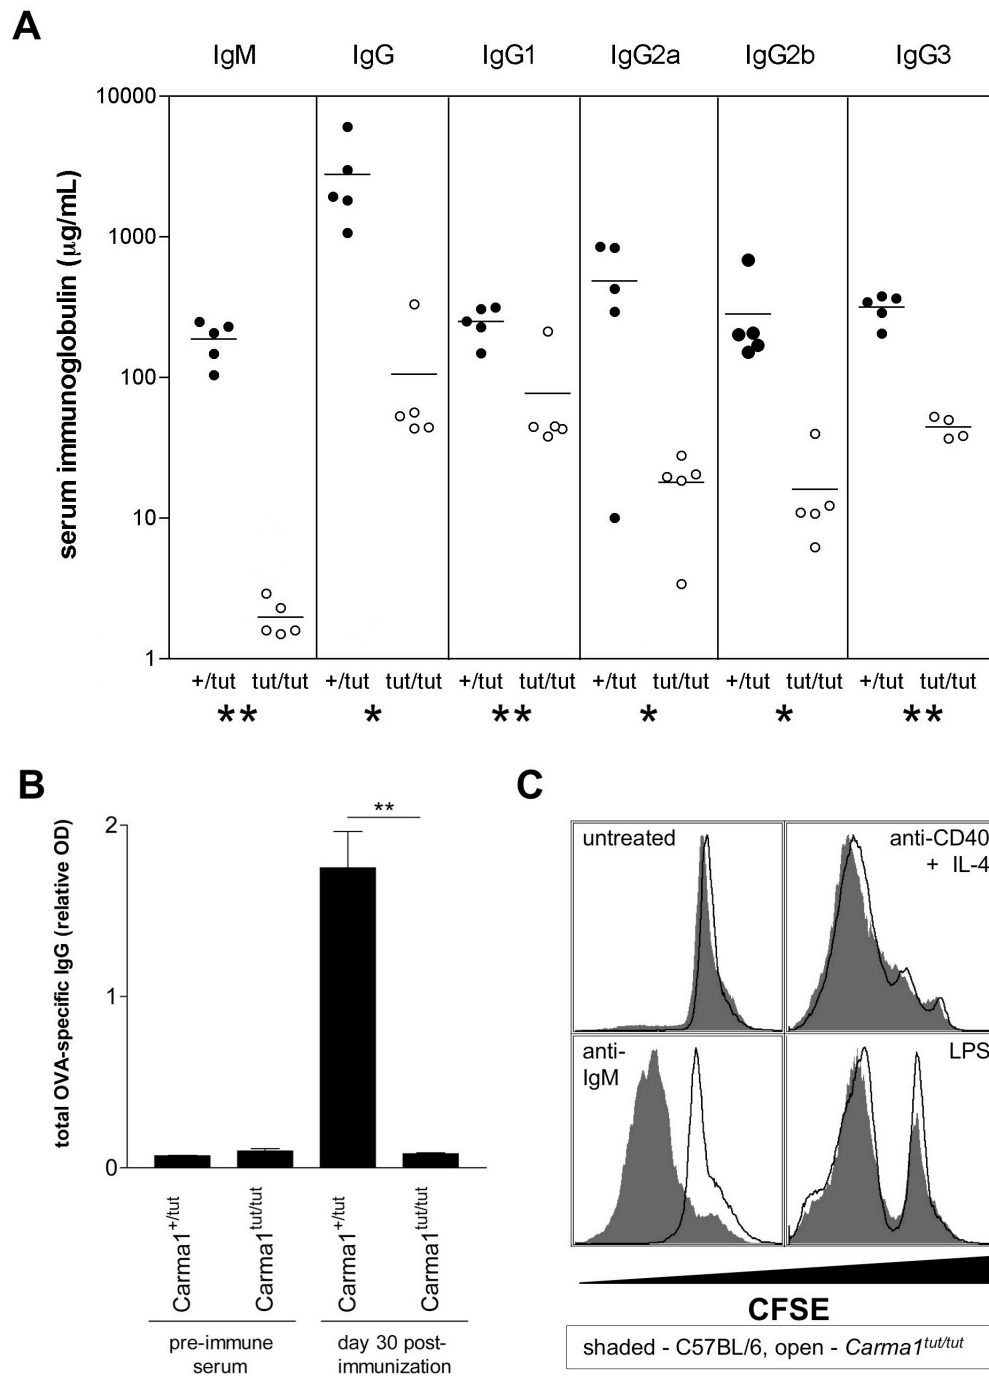 A
IgM IgG IgG1 IgG2a IgG2b IgG3
serum immunoglobulin (μg/mL)
10000
1000
100
10
1
+/tut tut/tut +/tut tut/tut +/tut tut/tut +/tut tut/tut +/tut tut/tut +/tut tut/tut
** * ** * * **
B
total OVA-specific IgG (relative OD)
2
1
0
**
Carma1+/tut
Carma1tut/tut
Carma1+/tut
Carma1tut/tut
pre-immune
serum
day 30 post-
immunization
C
untreated
anti-CD40
+ IL-4
anti-
IgM
LPS
CFSE
shaded - C57BL/6, open - Carma1tut/tut